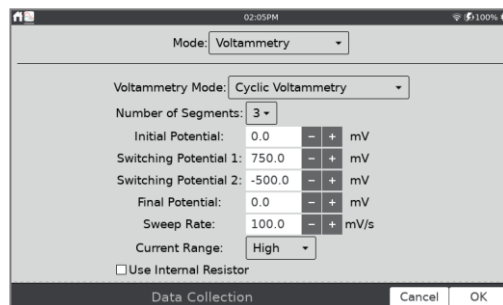 02:05PM 100%
Mode: Voltammetry
Voltammetry Mode: Cyclic Voltammetry
Number of Segments: 3
Initial Potential: 0.0 - + mV
Switching Potential 1: 750.0 - + mV
Switching Potential 2: -500.0 - + mV
Final Potential: 0.0 - + mV
Sweep Rate: 100.0 - + mV/s
Current Range: High
Use Internal Resistor
Data Collection Cancel OK